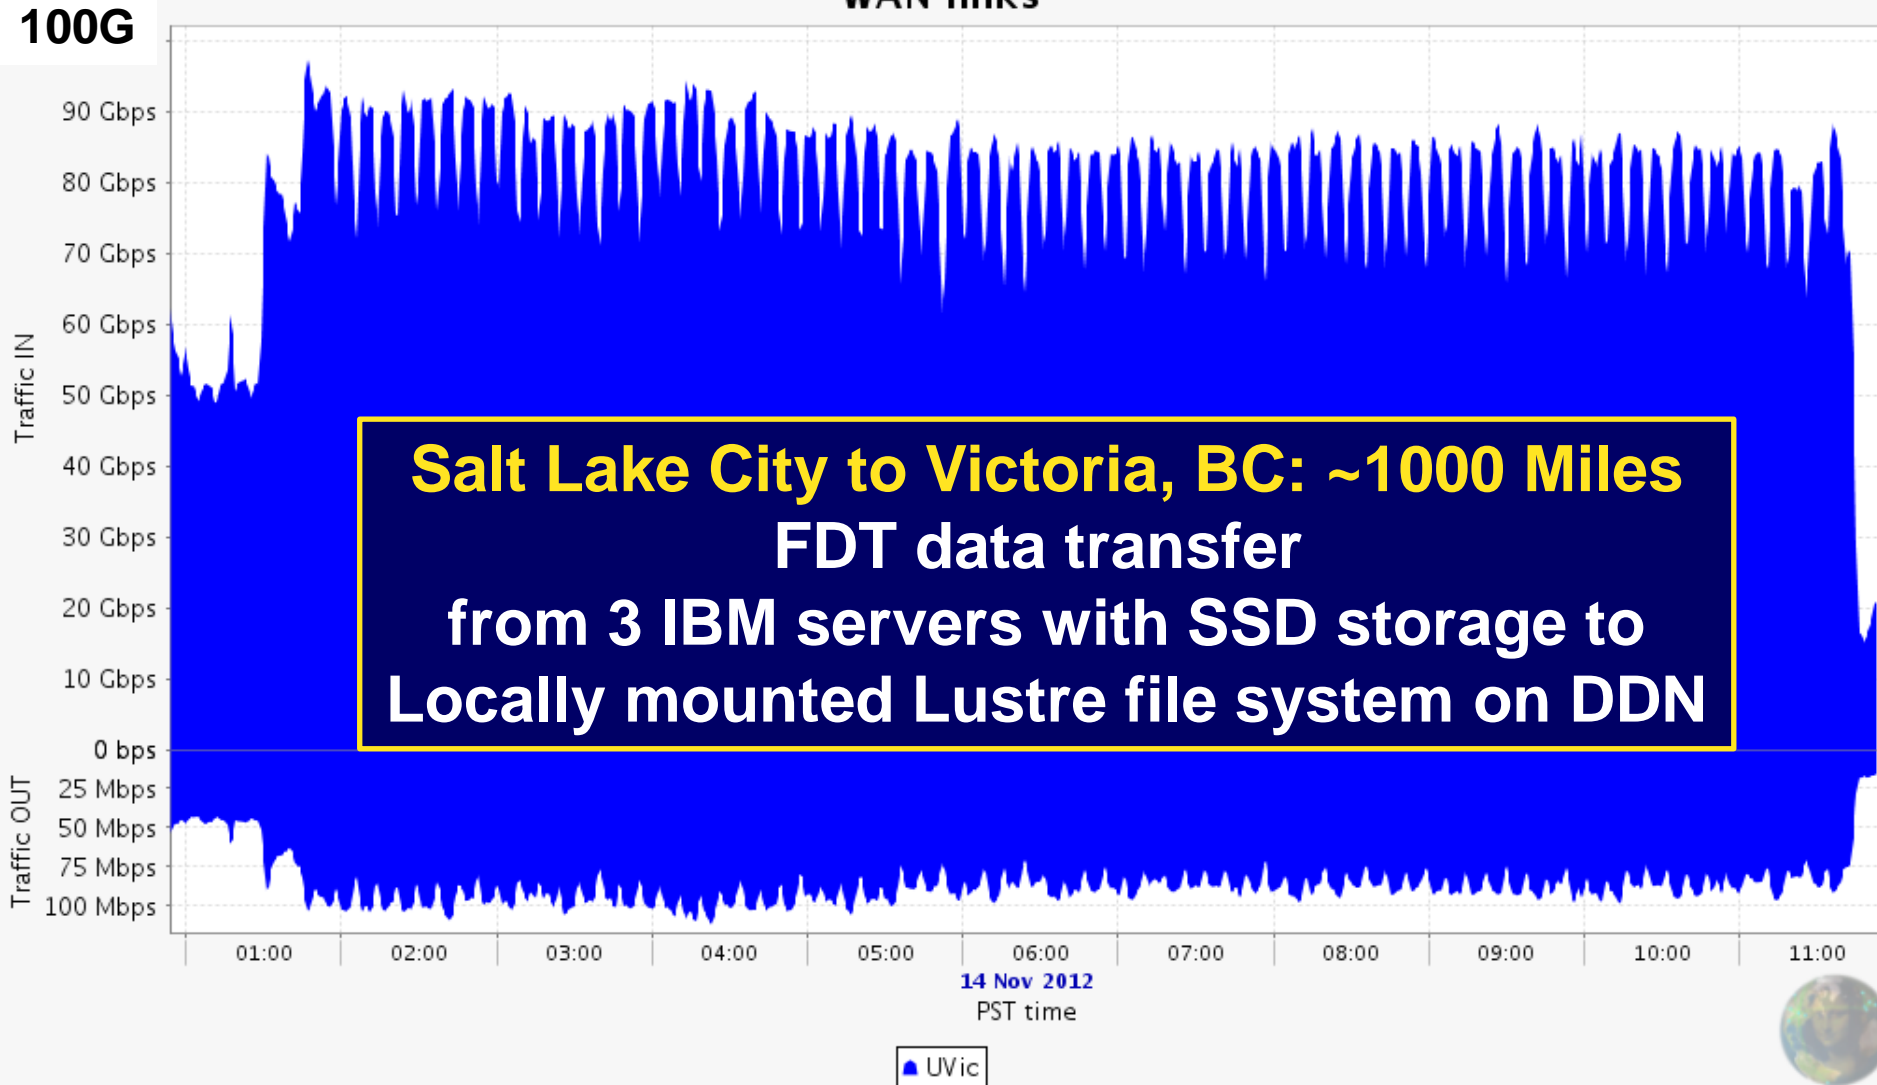 WAN links
100G
90 Gbps
80 Gbps
70 Gbps
60 Gbps
50 Gbps
40 Gbps
30 Gbps
20 Gbps
10 Gbps
0 bps
25 Mbps
50 Mbps
75 Mbps
100 Mbps
Traffic IN
Traffic OUT
Salt Lake City to Victoria, BC: ~1000 Miles
FDT data transfer
from 3 IBM servers with SSD storage to
Locally mounted Lustre file system on DDN
01:00 02:00 03:00 04:00 05:00 06:00 07:00 08:00 09:00 10:00 11:00
14 Nov 2012
PST time
UVic